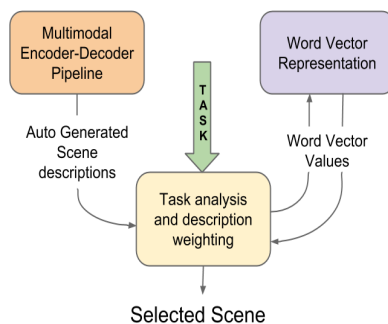 Multimodal
Encoder-Decoder
Pipeline
Word Vector
Representation
TASK
Auto Generated
Scene
descriptions
Word Vector
Values
Task analysis
and description
weighting
Selected Scene